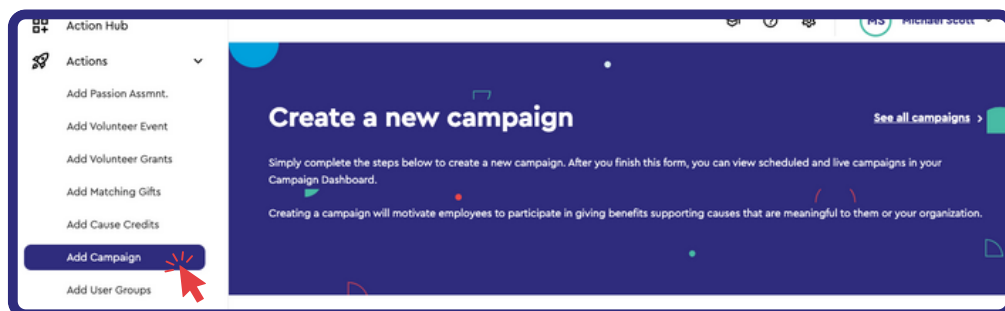 Action Hub
MS Michael Scott
Actions
Add Passion Assmnt.
Add Volunteer Event
Add Volunteer Grants
Add Matching Gifts
Add Cause Credits
Add Campaign
Add User Groups
Create a new campaign
See all campaigns >
Simply complete the steps below to create a new campaign. After you finish this form, you can view scheduled and live campaigns in your
Campaign Dashboard.
Creating a campaign will motivate employees to participate in giving benefits supporting causes that are meaningful to them or your organization.